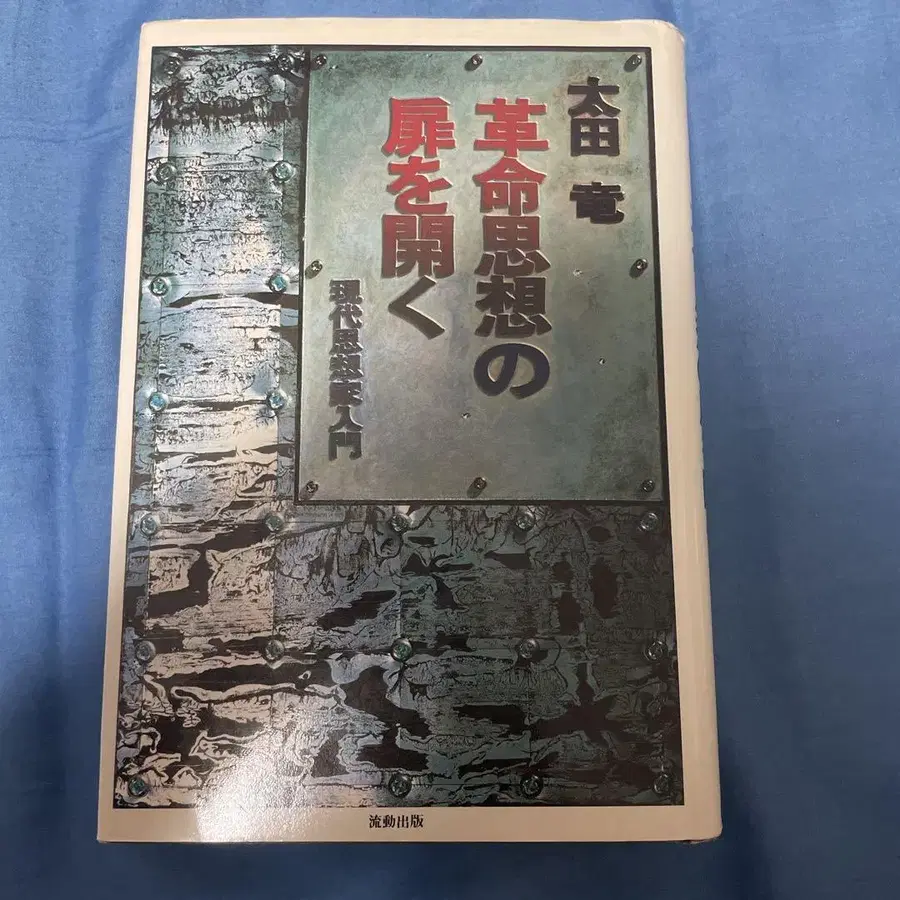 太田 竜
革命思想の
扉を開く
現代思想家入門
流動出版